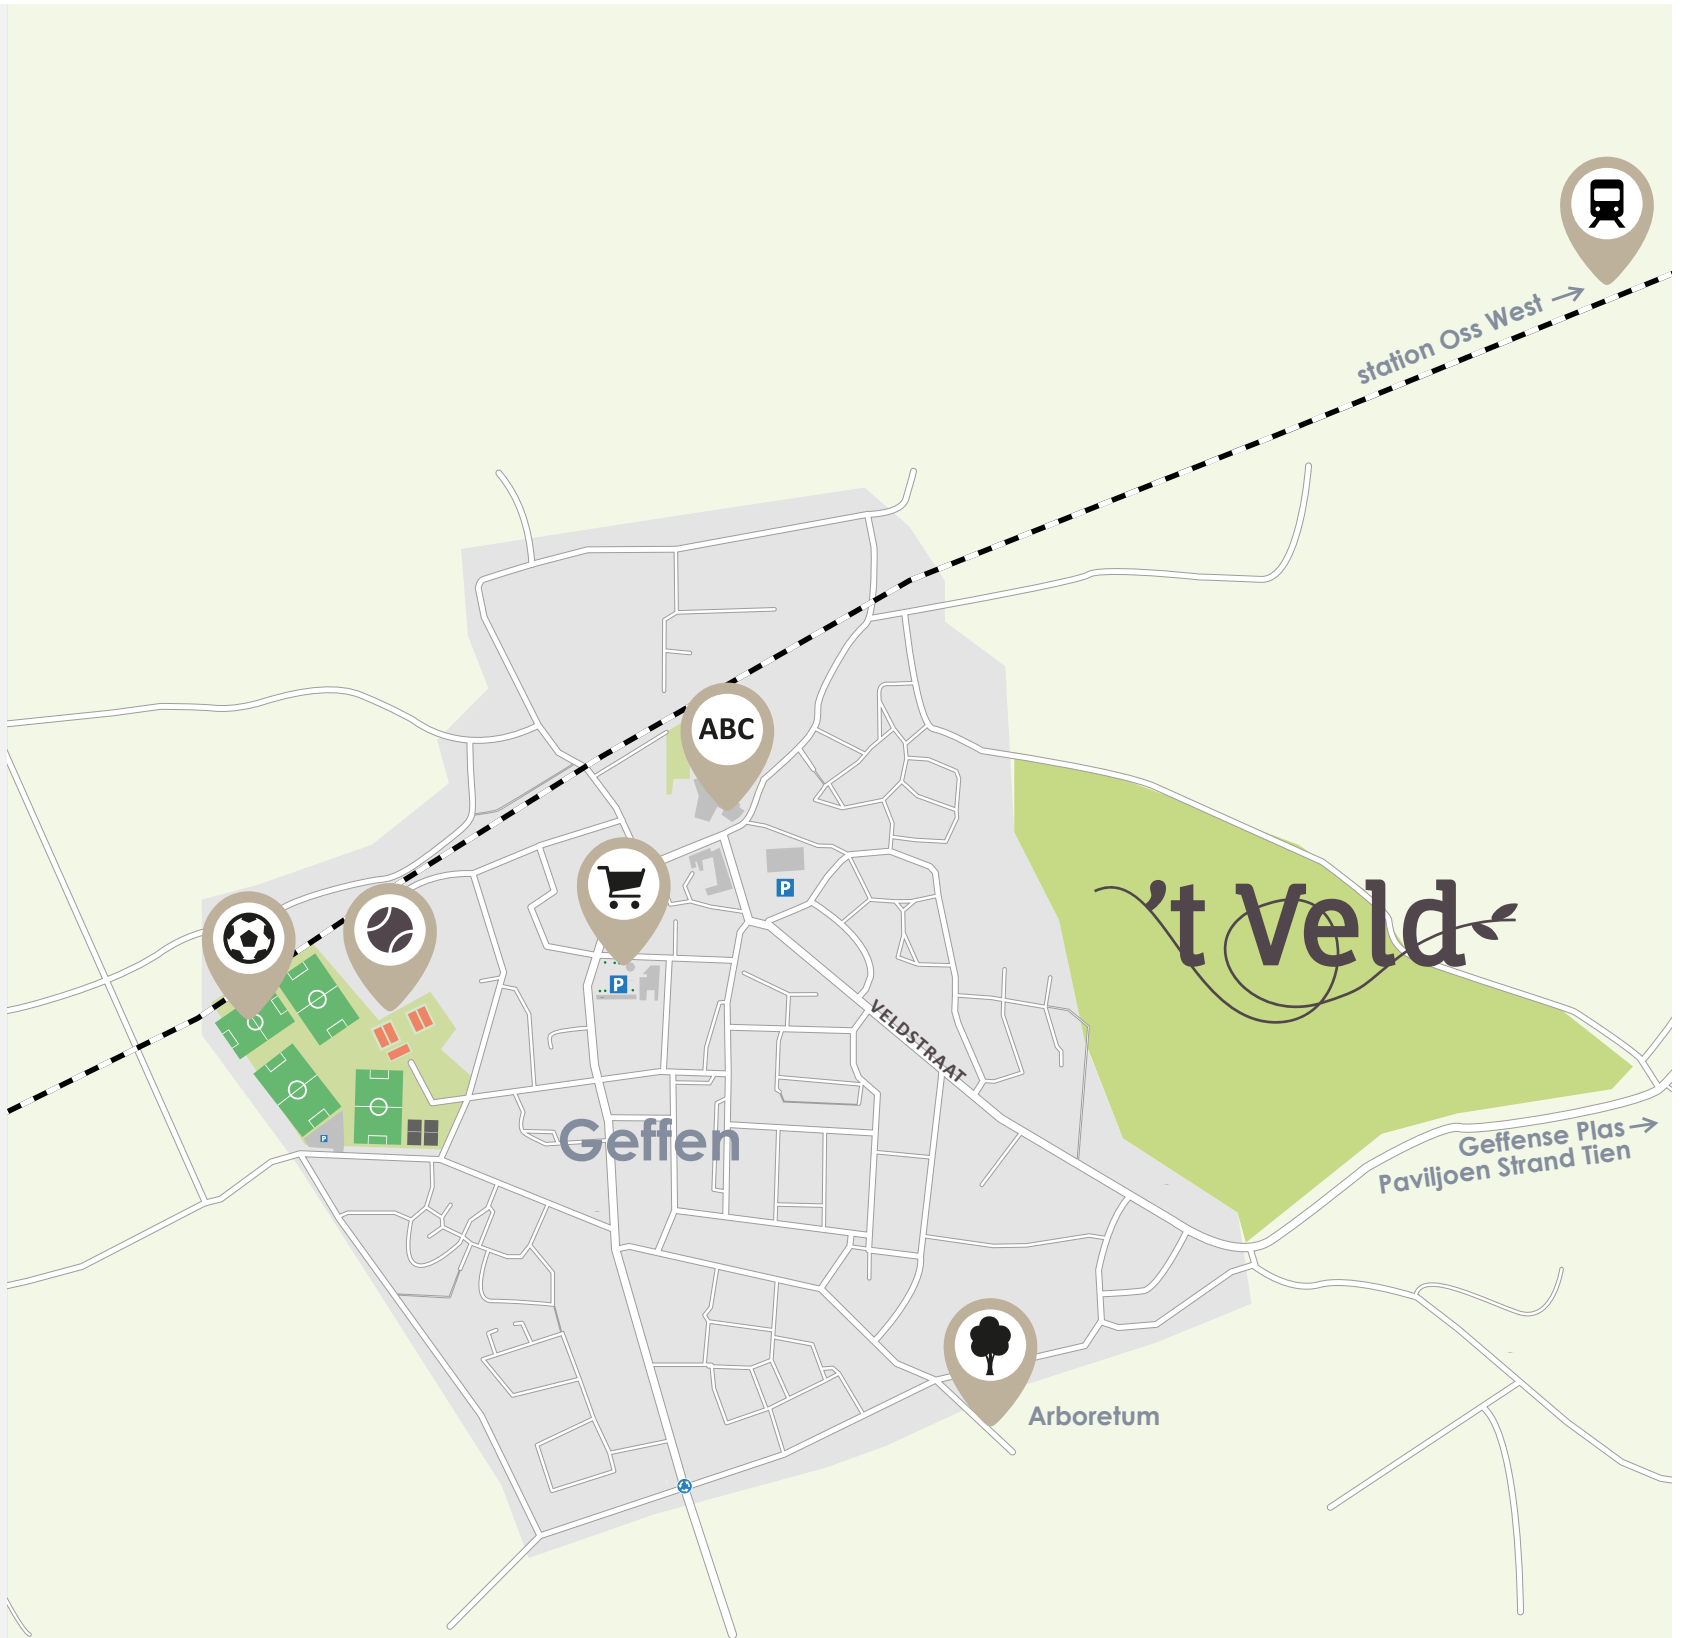 station Oss West
ABC
P
't Veld
P
VELDSTRAAT
P
Geffen
Geffense Plas
Paviljoen Strand Tien
Arboretum